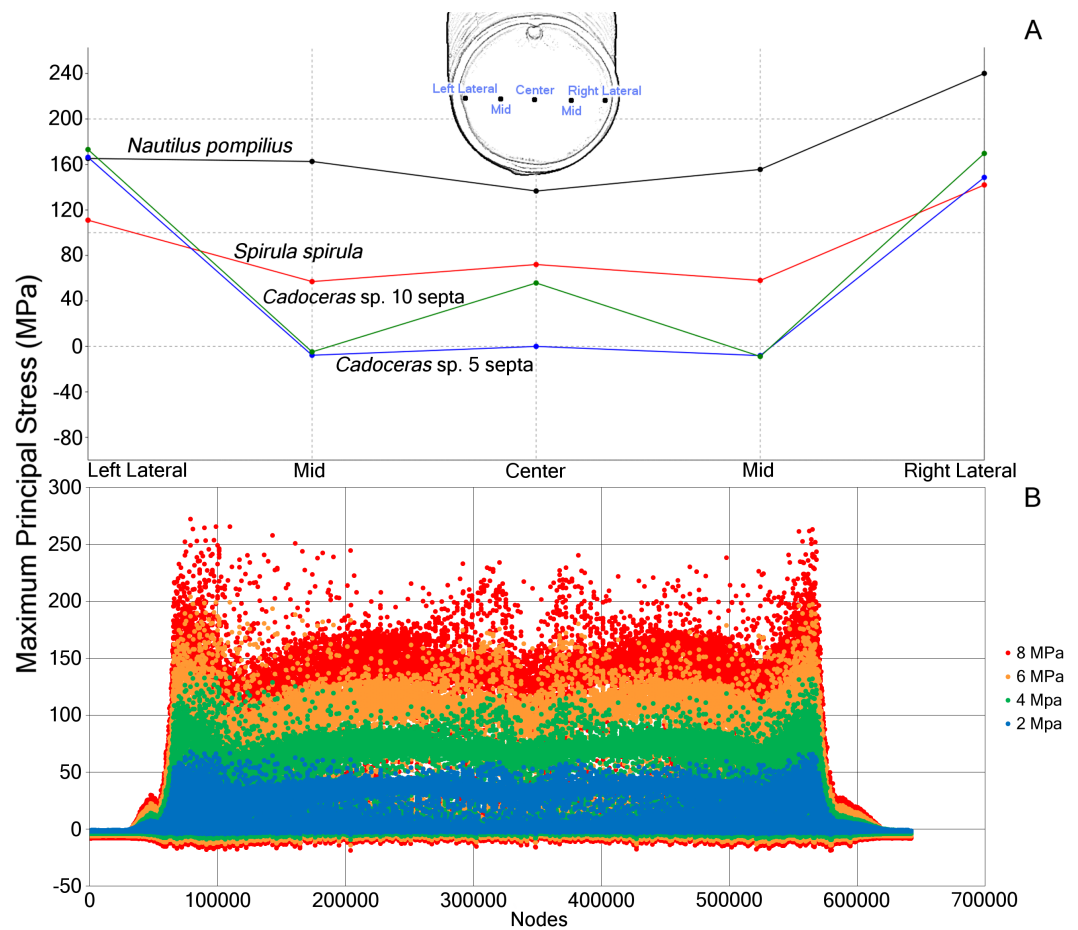 A
Left Lateral Center Right Lateral
Mid Mid
240
200
160
120
80
40
0
-40
-80
Nautilus pompilius
Spirula spirula
Cadoceras sp. 10 septa
Cadoceras sp. 5 septa
Maximum Principal Stress (MPa)
Left Lateral Mid Center Mid Right Lateral
B
300
250
200
150
100
50
0
-50
0 100000 200000 300000 400000 500000 600000 700000
Nodes
8 MPa
6 MPa
4 Mpa
2 Mpa